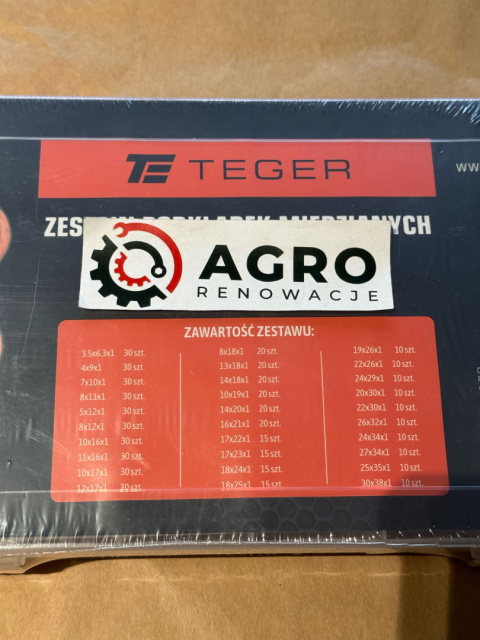 TE TEGER
ww
MIEDZIANYCH
AGRO
RENOWACJE
ZAWARTOŚĆ ZESTAWU:
3.5x6.3x1 30 szt.
4x9x1 30 szt.
7x10x1 30 szt.
8x11x1 30 szt.
5x12x1 30 szt.
8x12x1 30 szt.
10x16x1 30 szt.
11x16x1 30 szt.
10x17x1 30 szt.
12x17x1 20 szt.
8x18x1 20 szt.
13x18x1 20 szt.
14x18x1 20 szt.
10x19x1 20 szt.
14x20x1 20 szt.
16x21x1 20 szt.
17x22x1 15 szt.
17x23x1 15 szt.
18x24x1 15 szt.
18x25x1 15 szt.
19x26x1 10 szt.
22x26x1 10 szt.
24x29x1 10 szt.
20x30x1 10 szt.
22x30x1 10 szt.
26x32x1 10 szt.
24x34x1 10 szt.
27x34x1 10 szt.
25x35x1 10 szt.
30x38x1 10 szt.